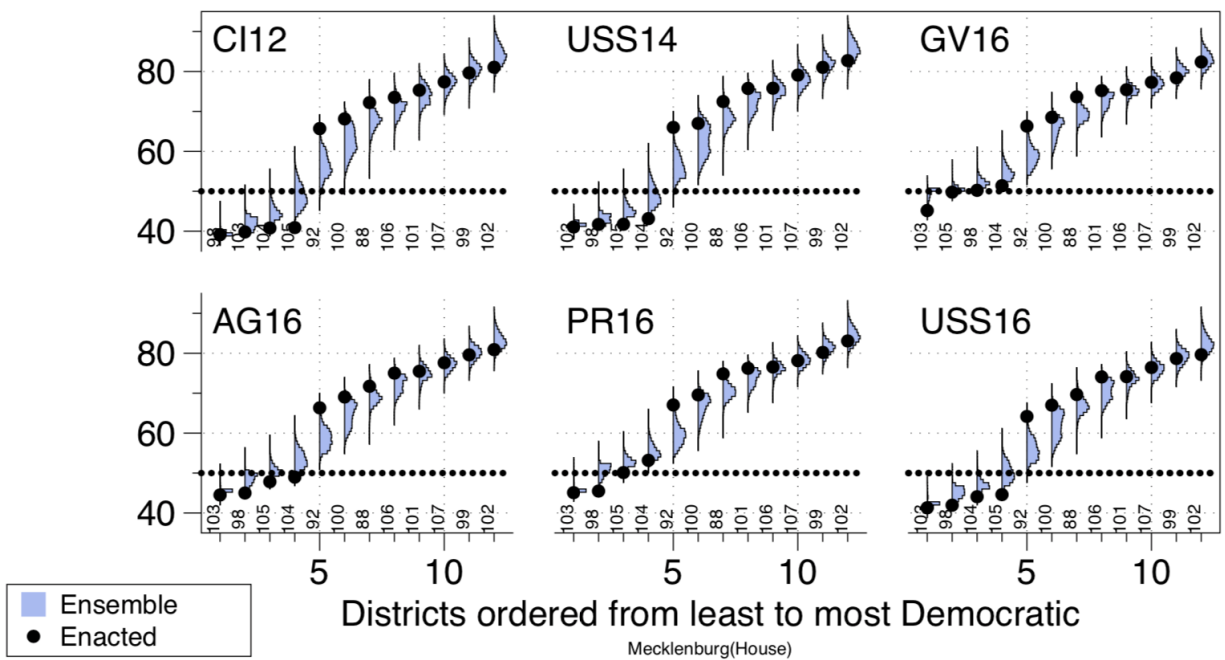 CI12 USS14 GV16
80
60
40
92 100 88 106 101 107 99 102
98 92 100 88 106 101 107 99 102
103 105 98 104 92 100 88 101 106 107 99 102
AG16 PR16 USS16
80
60
40
103 98 105 104 92 100 88 106 101 107 99 102
103 98 105 104 92 100 88 101 106 107 99 102
98 104 105 92 100 88 106 101 107 99 102
5 10 5 10 5 10
Ensemble
Enacted
Districts ordered from least to most Democratic
Mecklenburg(House)